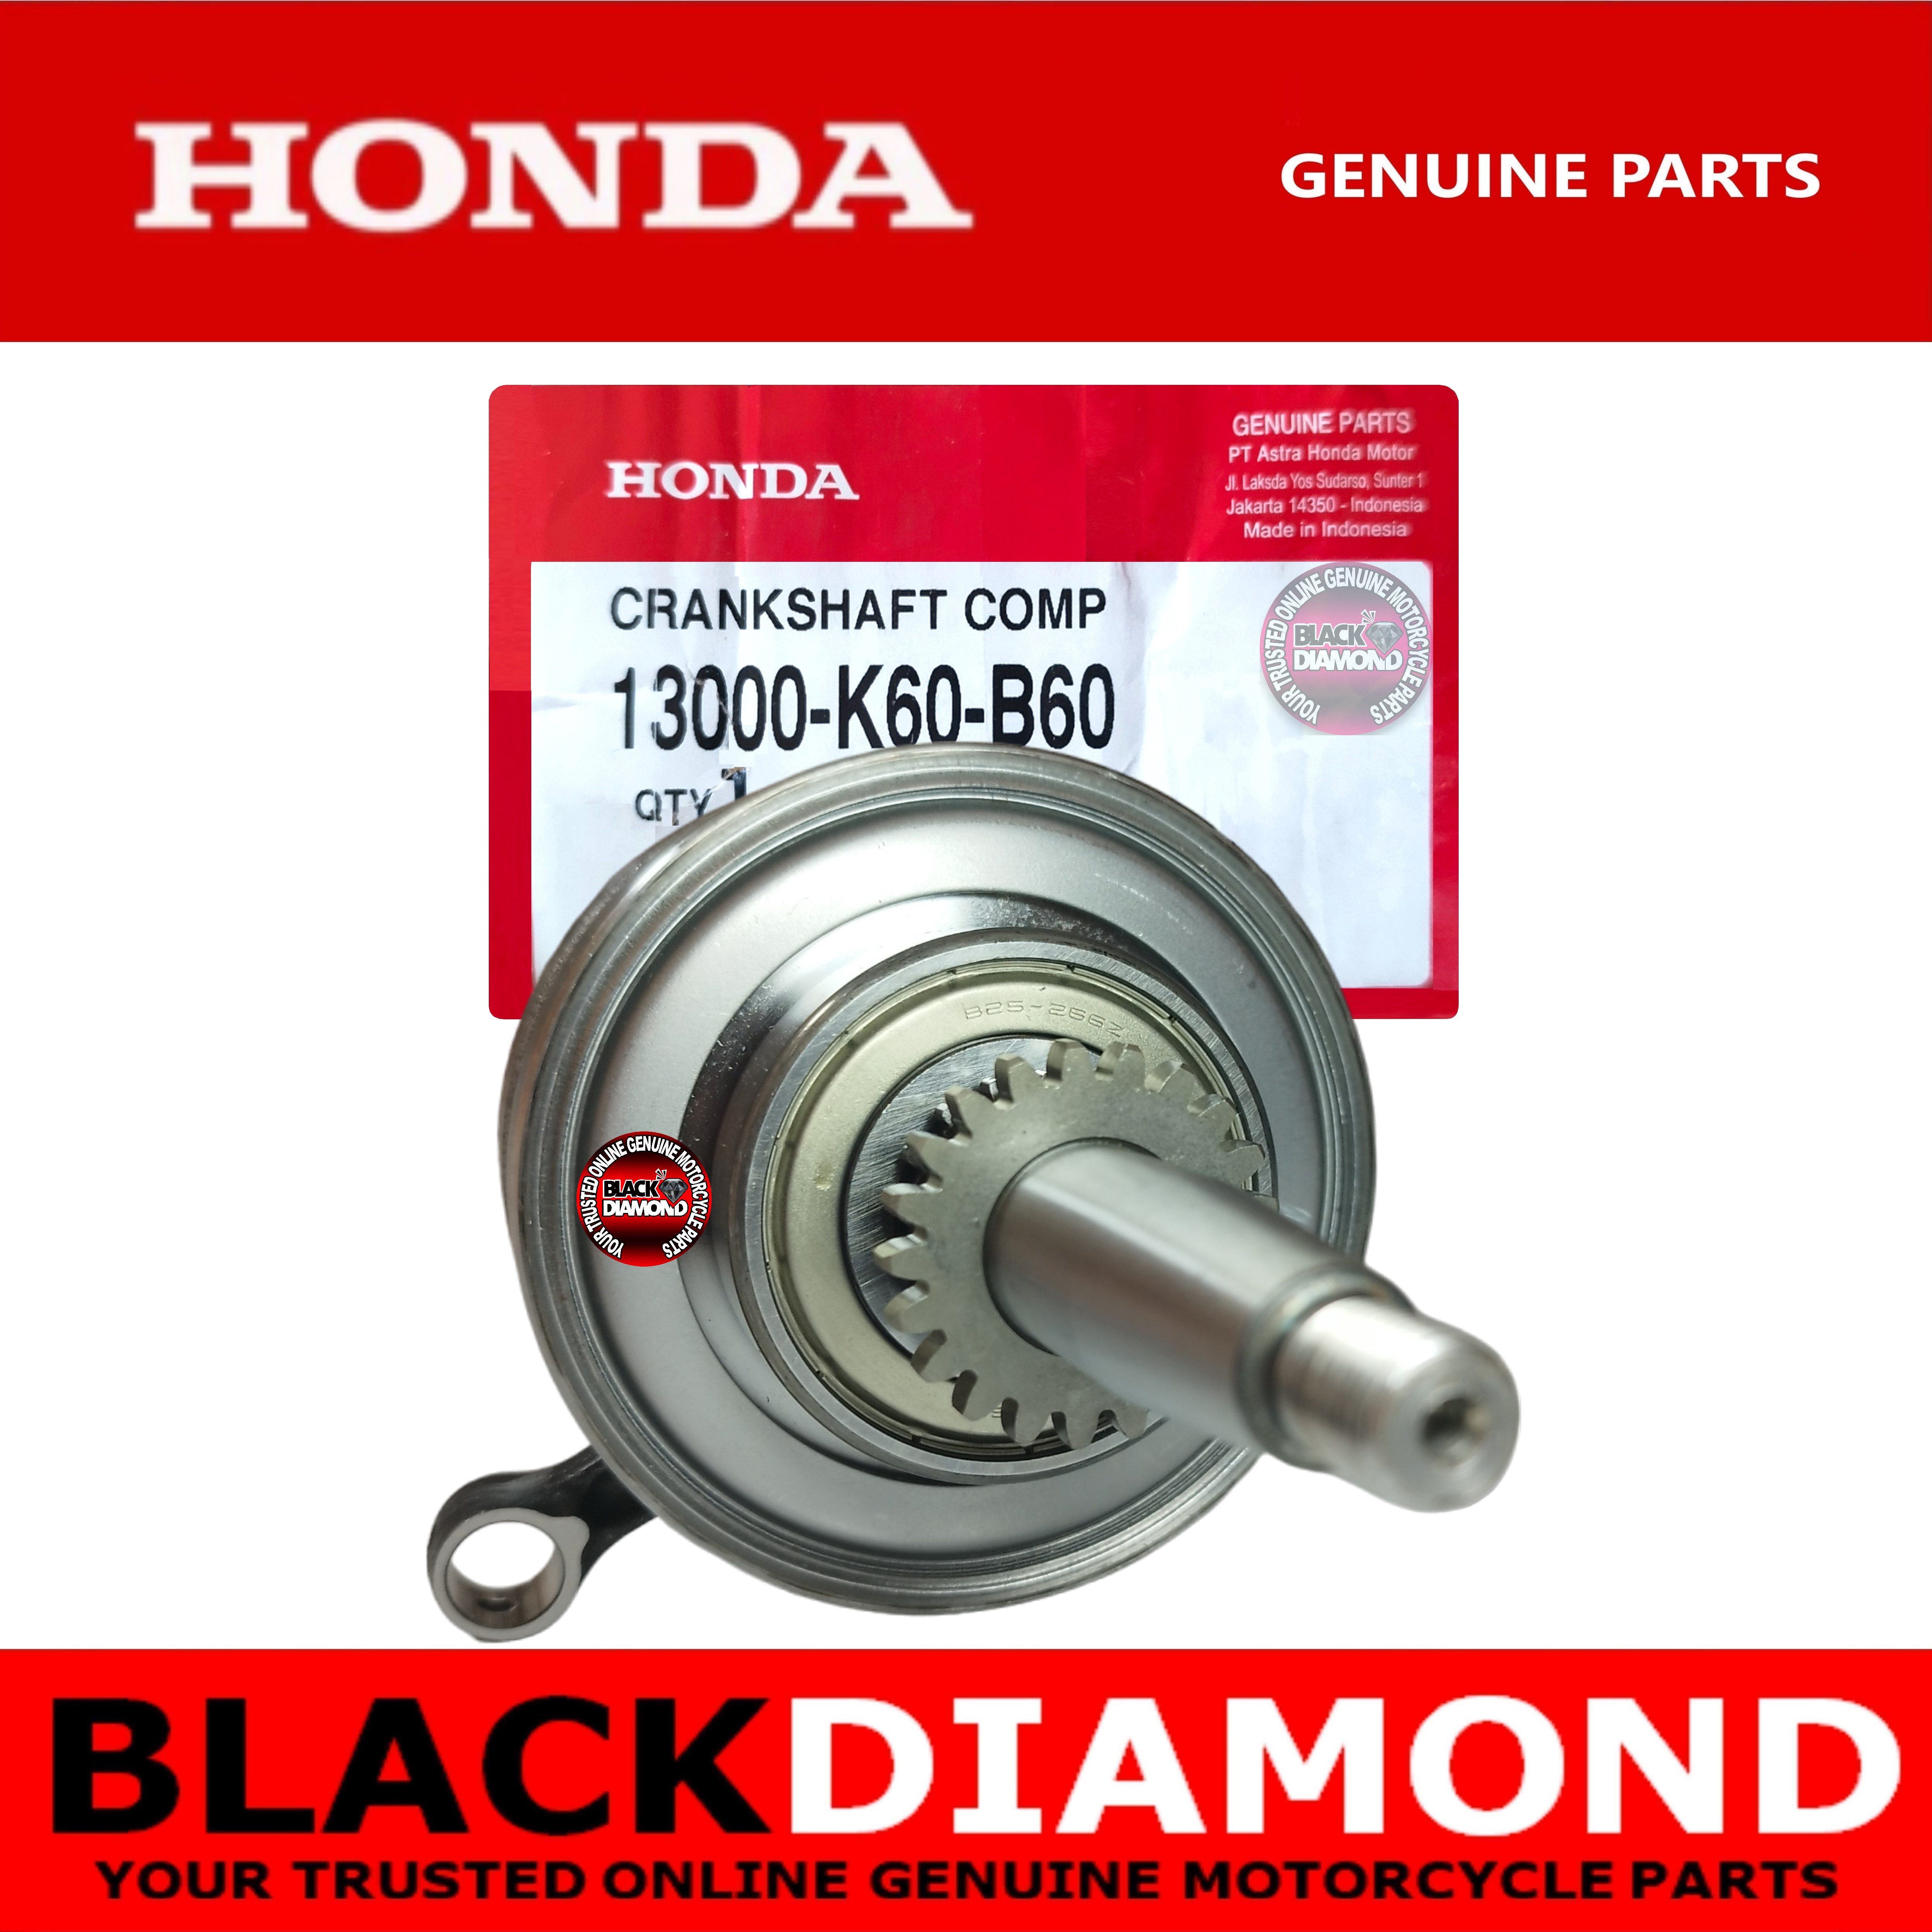 HONDA
GENUINE PARTS
HONDA
GENUINE PARTS
PT Astra Honda Motor
Jl. Laksda Yos Sudarso, Sunter 1
Jakarta 14350 - Indonesia
Made in Indonesia
CRANKSHAFT COMP
13000-K60-B60
QTY 1
YOUR TRUSTED ONLINE GENUINE MOTORCYCLE PARTS
BLACK
DIAMOND
B25-266Z
YOUR TRUSTED ONLINE GENUINE MOTORCYCLE PARTS
BLACK
DIAMOND
BLACKDIAMOND
YOUR TRUSTED ONLINE GENUINE MOTORCYCLE PARTS